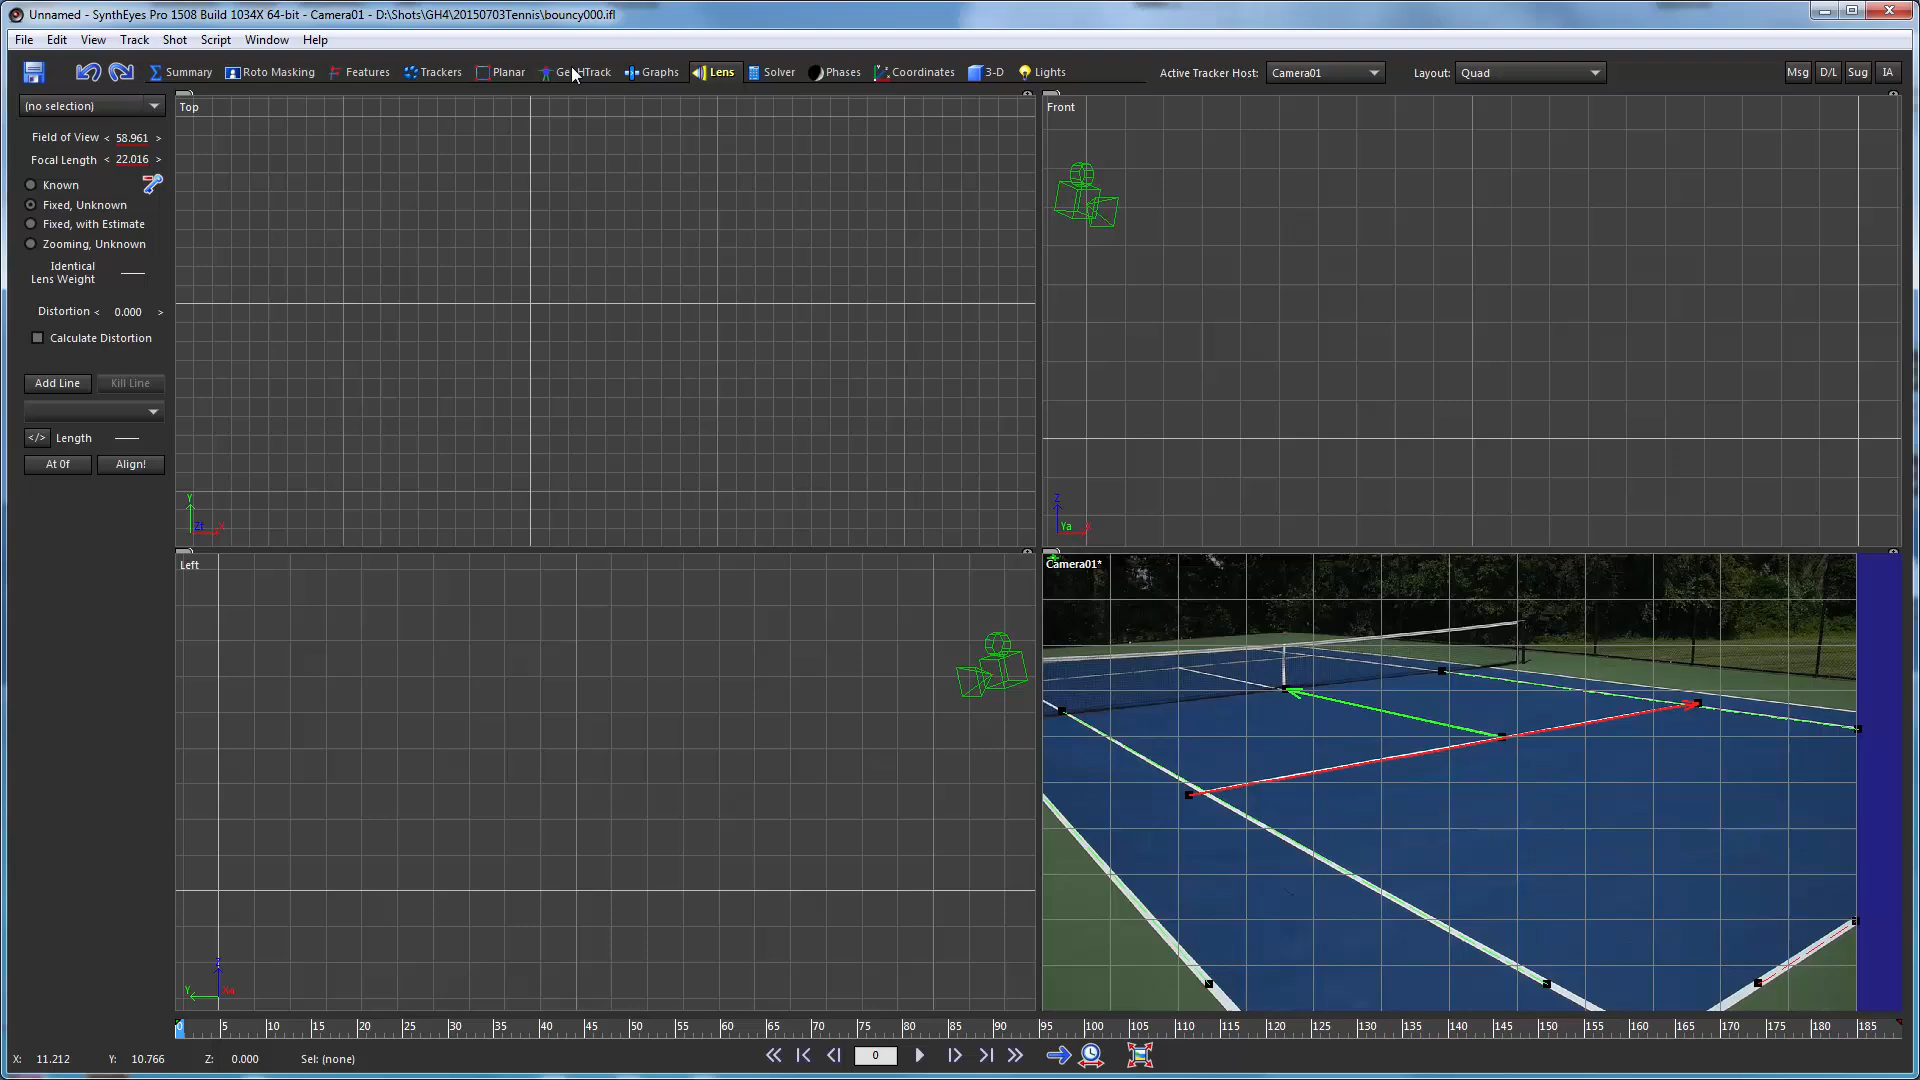 Unnamed - SynthEyes Pro 1508 Build 1034X 64-bit - Camera01 - D:\Shots\GH4\20150703Tennis\bouncy000.ifl
File Edit View Track Shot Script Window Help
Summary Roto Masking Features Trackers Planar Graphs Lens Solver Phases Coordinates 3-D Lights Active Tracker Host: Camera01 Layout: Quad Msg D/L Sug IA
(no selection)
Top
Front
Field of View < 58.961 >
Focal Length < 22.016 >
Known
Fixed, Unknown
Fixed, with Estimate
Zooming, Unknown
Identical
Lens Weight
Distortion < 0.000 >
Calculate Distortion
Add Line Kill Line
</> Length
At 0f Align!
Y
X
Z
Ya
Left
Camera01*
Z
Y
0 5 10 15 20 25 30 35 40 45 50 55 60 65 70 75 80 85 90 95 100 105 110 115 120 125 130 135 140 145 150 155 160 165 170 175 180 185
X: 11.212 Y: 10.766 Z: 0.000 Sel: (none)
0